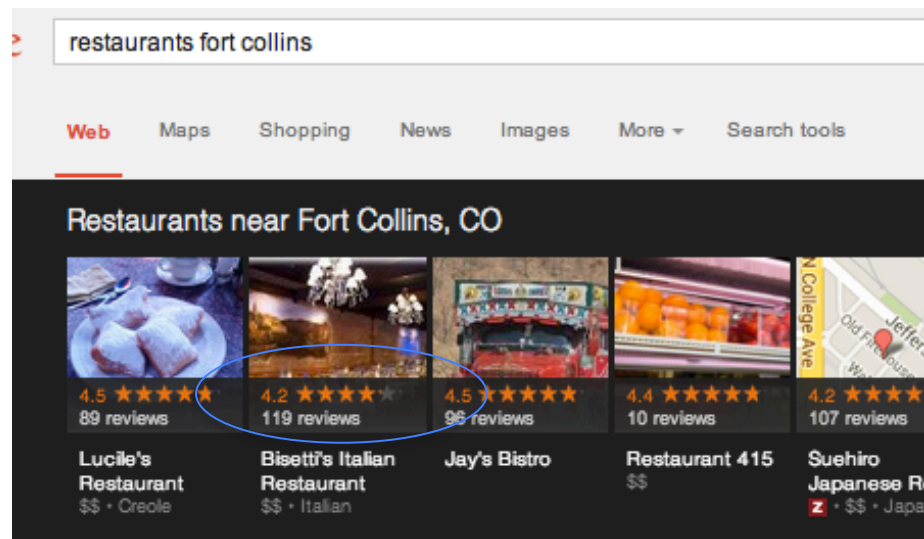 restaurants fort collins
Web Maps Shopping News Images More Search tools
Restaurants near Fort Collins, CO
4.5
89 reviews
Lucile's
Restaurant
$$ • Creole
4.2
119 reviews
Bisetti's Italian
Restaurant
$$ • Italian
4.5
96 reviews
Jay's Bistro
4.4
10 reviews
Restaurant 415
$$
N College Ave
Old
4.2
107 reviews
Suehiro
Japanese
Z • $$ •